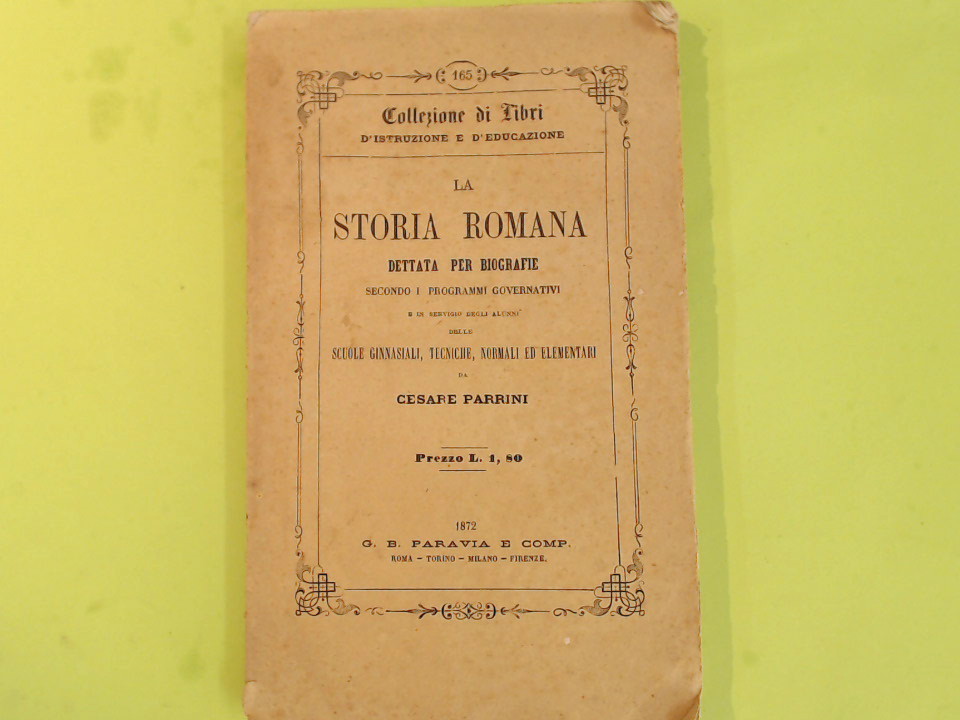 165
Collezione di Libri
D'ISTRUZIONE E D'EDUCAZIONE
LA
STORIA ROMANA
DETTATA PER BIOGRAFIE
SECONDO I PROGRAMMI GOVERNATIVI
E IN SERVIGIO DEGLI ALUNNI
DELLE
SCUOLE GINNASIALI, TECNICHE, NORMALI ED ELEMENTARI
DA
CESARE PARRINI
Prezzo L. 1, 80
1872
G. B. PARAVIA E COMP.
ROMA - TORINO - MILANO - FIRENZE.